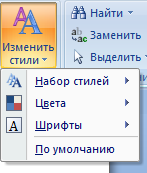 Изменить
стили
Найти
Заменить
Выделить
Набор стилей
Цвета
Шрифты
По умолчанию